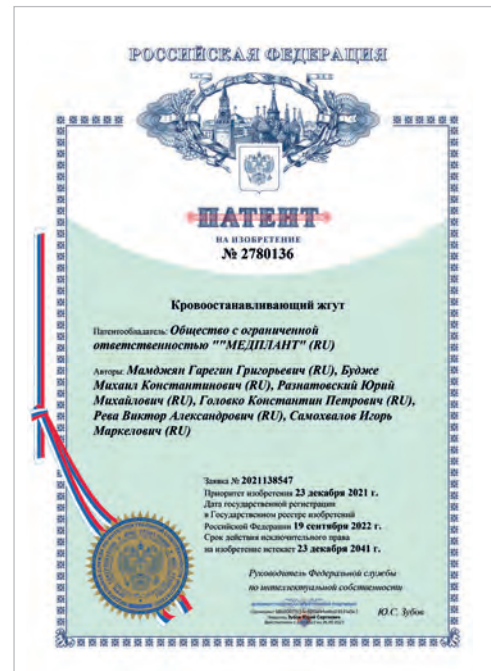 РОССИЙСКАЯ ФЕДЕРАЦИЯ
ПАТЕНТ
НА ИЗОБРЕТЕНИЕ
№ 2780136
Кровоостанавливающий жгут
Патентообладатель: Общество с ограниченной
ответственностью ""МЕДПЛАНТ" (RU)
Авторы: Мамджян Гарегин Григорьевич (RU), Будже
Михаил Константинович (RU), Разнатовский Юрий
Михайлович (RU), Головко Константин Петрович (RU),
Рева Виктор Александрович (RU), Самохвалов Игорь
Маркелович (RU)
Заявка № 2021138547
Приоритет изобретения 23 декабря 2021 г.
Дата государственной регистрации
в Государственном реестре изобретений
Российской Федерации 19 сентября 2022 г.
Срок действия исключительного права
на изобретение истекает 23 декабря 2041 г.
Руководитель Федеральной службы
по интеллектуальной собственности
Ю.С. Зубов